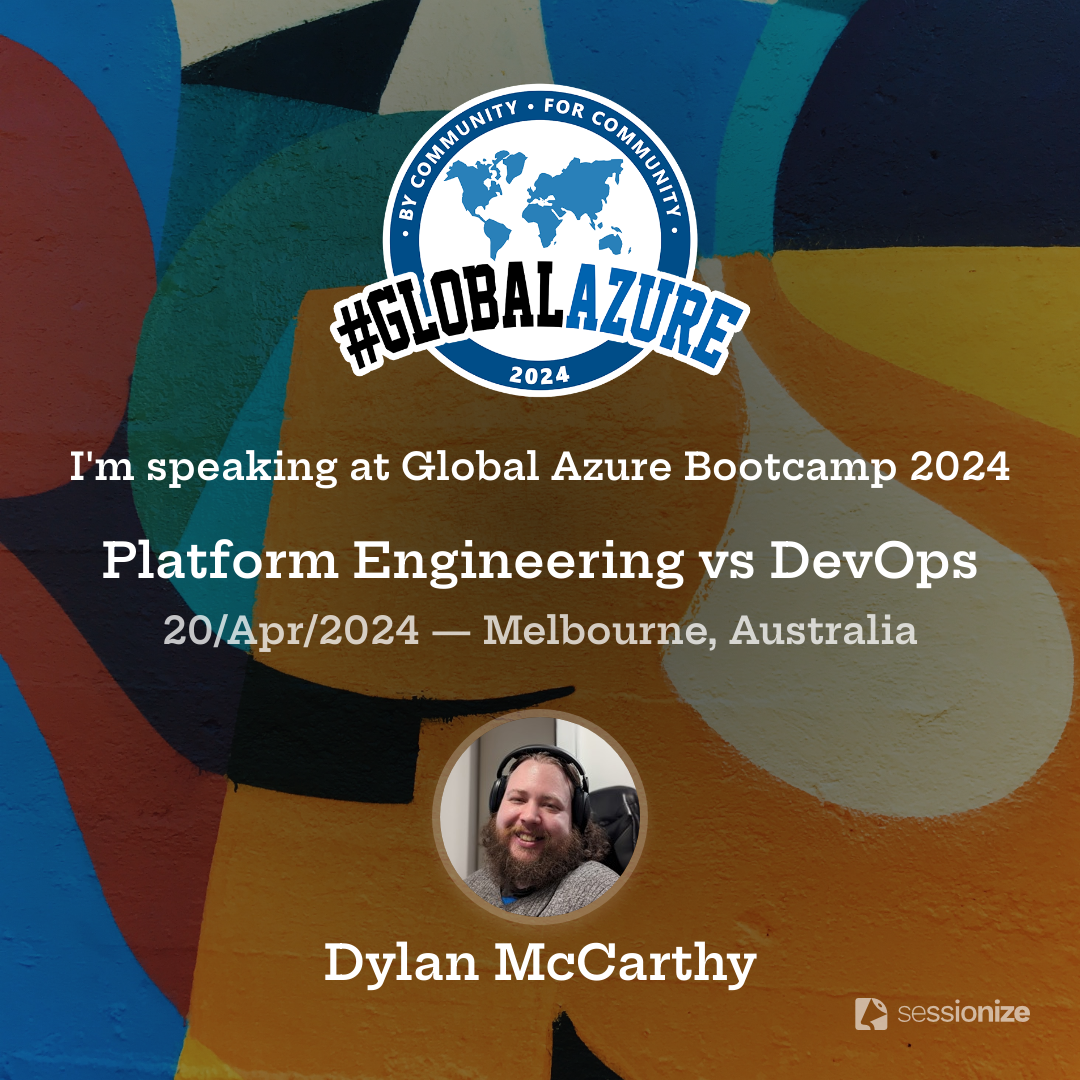 • BY COMMUNITY • FOR COMMUNITY •
#GLOBALAZURE
2024
I'm speaking at Global Azure Bootcamp 2024
Platform Engineering vs DevOps
20/Apr/2024 — Melbourne, Australia
Dylan McCarthy
sessionize